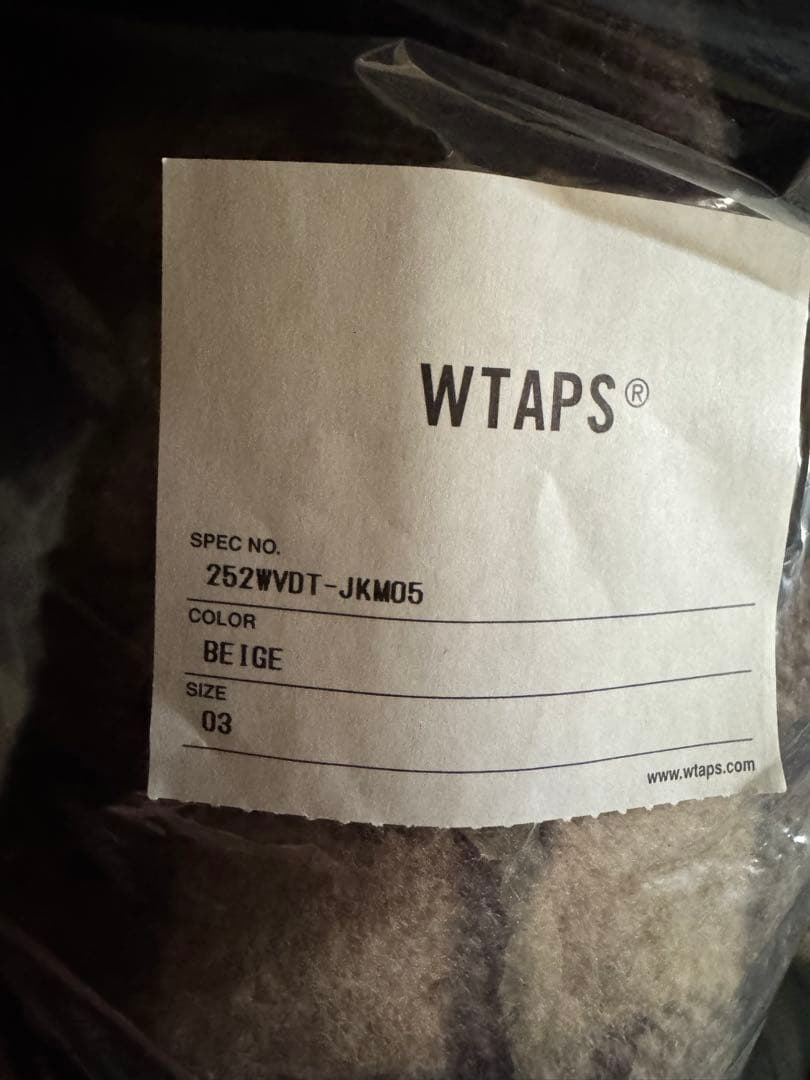 WTAPS®
SPEC NO.
252WVDT-JKM05
COLOR
BEIGE
SIZE
03
www.wtaps.com